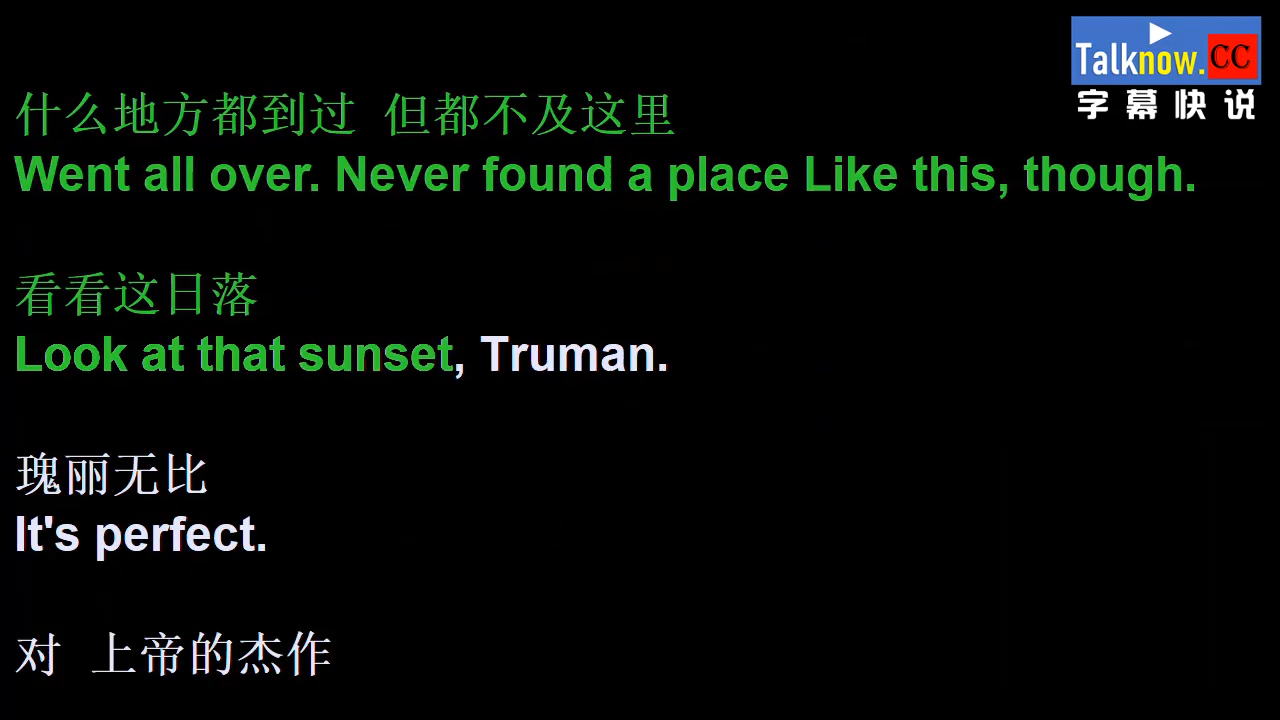 Talknow.CC
字幕快说
什么地方都到过 但都不及这里
Went all over. Never found a place Like this, though.
看看这日落
Look at that sunset, Truman.
瑰丽无比
It's perfect.
对 上帝的杰作